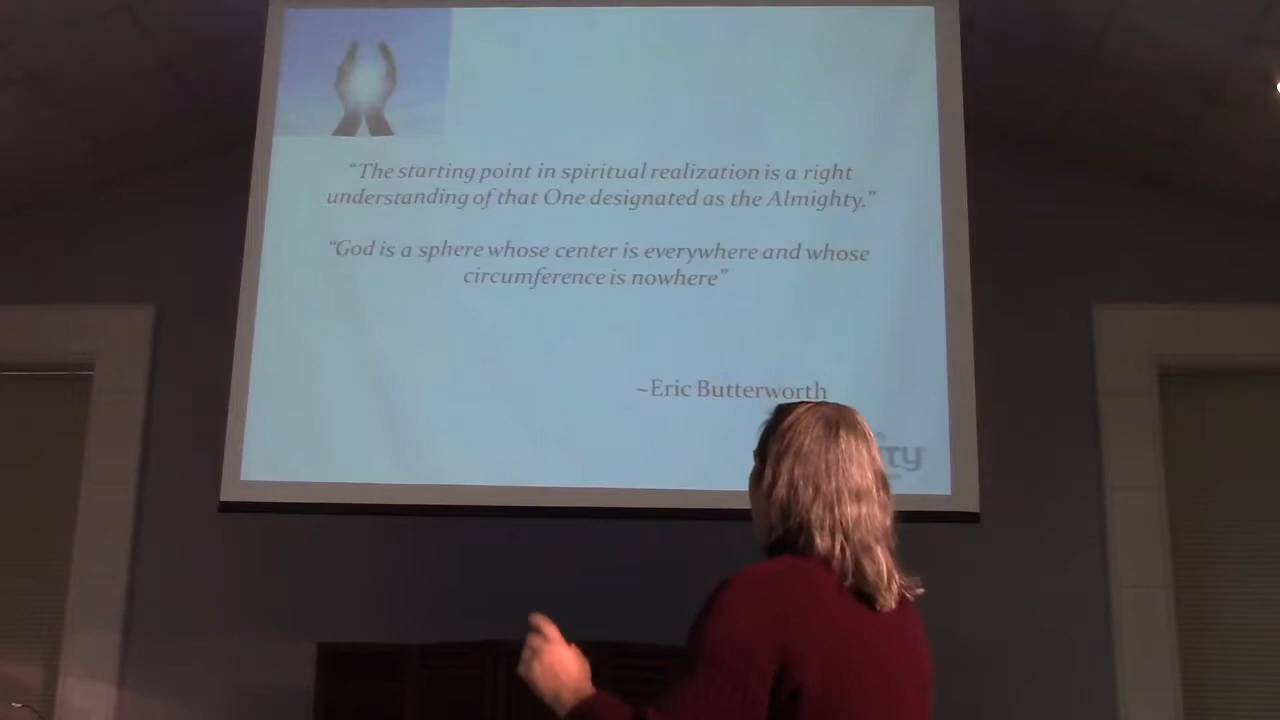 “The starting point in spiritual realization is a right
understanding of that One designated as the Almighty.”
“God is a sphere whose center is everywhere and whose
circumference is nowhere”
~Eric Butterworth